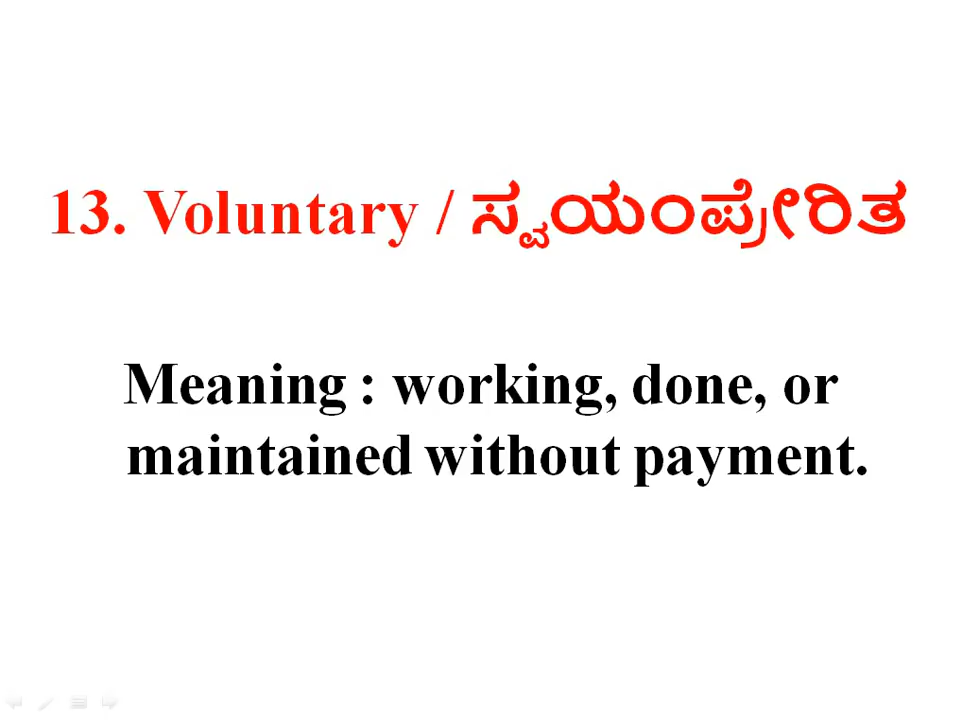 13. Voluntary / ಸ್ವಯಂಪ್ರೇರಿತ
Meaning : working, done, or
maintained without payment.